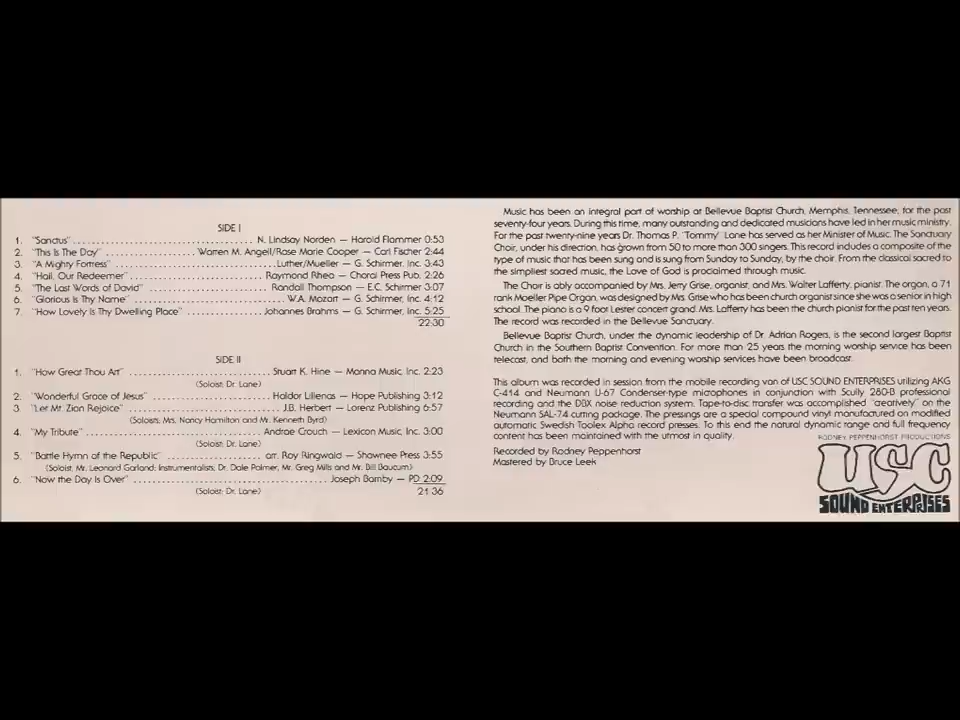 SIDE I
1. "Sanctus" .......... N. Lindsay Norden — Harold Flammer 0:53
2. "This Is The Day" .......... Warren M. Angell/Rose Marie Cooper — Carl Fischer 2:44
3. "A Mighty Fortress" .......... Luther/Mueller — G. Schirmer, Inc. 3:43
4. "Hail, Our Redeemer" .......... Raymond Rhea — Choral Press Pub. 2:26
5. "The Last Words of David" .......... Randall Thompson — E.C. Schirmer 3:07
6. "Glorious Is Thy Name" .......... W.A. Mozart — G. Schirmer, Inc. 4:12
7. "How Lovely Is Thy Dwelling Place" .......... Johannes Brahms — G. Schirmer, Inc. 5:25
22:30
SIDE II
1. "How Great Thou Art" .......... Stuart K. Hine — Manna Music, Inc. 2:23
(Soloist: Dr. Lane)
2. "Wonderful Grace of Jesus" .......... Haldor Lillenas — Hope Publishing 3:12
3. "Let Mt. Zion Rejoice" .......... J.B. Herbert — Lorenz Publishing 6:57
(Soloists: Mrs. Nancy Hamilton and Mr. Kenneth Byrd)
4. "My Tribute" .......... Andrae Crouch — Lexicon Music, Inc. 3:00
(Soloist: Dr. Lane)
5. "Battle Hymn of the Republic" .......... arr. Roy Ringwald — Shawnee Press 3:55
(Soloist: Mr. Leonard Garland; Instrumentalists: Dr. Dale Palmer, Mr. Greg Mills and Mr. Bill Baucum)
6. "Now the Day Is Over" .......... Joseph Barnby — PD 2:09
(Soloist: Dr. Lane)
21:36
Music has been an integral part of worship at Bellevue Baptist Church, Memphis, Tennessee, for the past
seventy-four years. During this time, many outstanding and dedicated musicians have led in her music ministry.
For the past twenty-nine years Dr. Thomas P. "Tommy" Lane has served as her Minister of Music. The Sanctuary
Choir, under his direction, has grown from 50 to more than 300 singers. This record includes a composite of the
type of music that has been sung and is sung from Sunday to Sunday, by the choir. From the classical sacred to
the simpliest sacred music, the Love of God is proclaimed through music.
The Choir is ably accompanied by Mrs. Jerry Grise, organist, and Mrs. Walter Lafferty, pianist. The organ, a 71
rank Moeller Pipe Organ, was designed by Mrs. Grise who has been church organist since she was a senior in high
school. The piano is a 9 foot Lester concert grand. Mrs. Lafferty has been the church pianist for the past ten years.
The record was recorded in the Bellevue Sanctuary.
Bellevue Baptist Church, under the dynamic leadership of Dr. Adrian Rogers, is the second largest Baptist
Church in the Southern Baptist Convention. For more than 25 years the morning worship service has been
telecast, and both the morning and evening worship services have been broadcast.
This album was recorded in session from the mobile recording van of USC SOUND ENTERPRISES utilizing AKG
C-414 and Neumann U-67 Condenser-type microphones in conjunction with Scully 280-B professional
recording and the DBX noise reduction system. Tape-to-disc transfer was accomplished "creatively" on the
Neumann SAL-74 cutting package. The pressings are a special compound vinyl manufactured on modified
automatic Swedish Toolex Alpha record presses. To this end the natural dynamic range and full frequency
content has been maintained with the utmost in quality.
RODNEY PEPPENHORST PRODUCTIONS
Recorded by Rodney Peppenhorst
Mastered by Bruce Leek
USC
SOUND ENTERPRISES